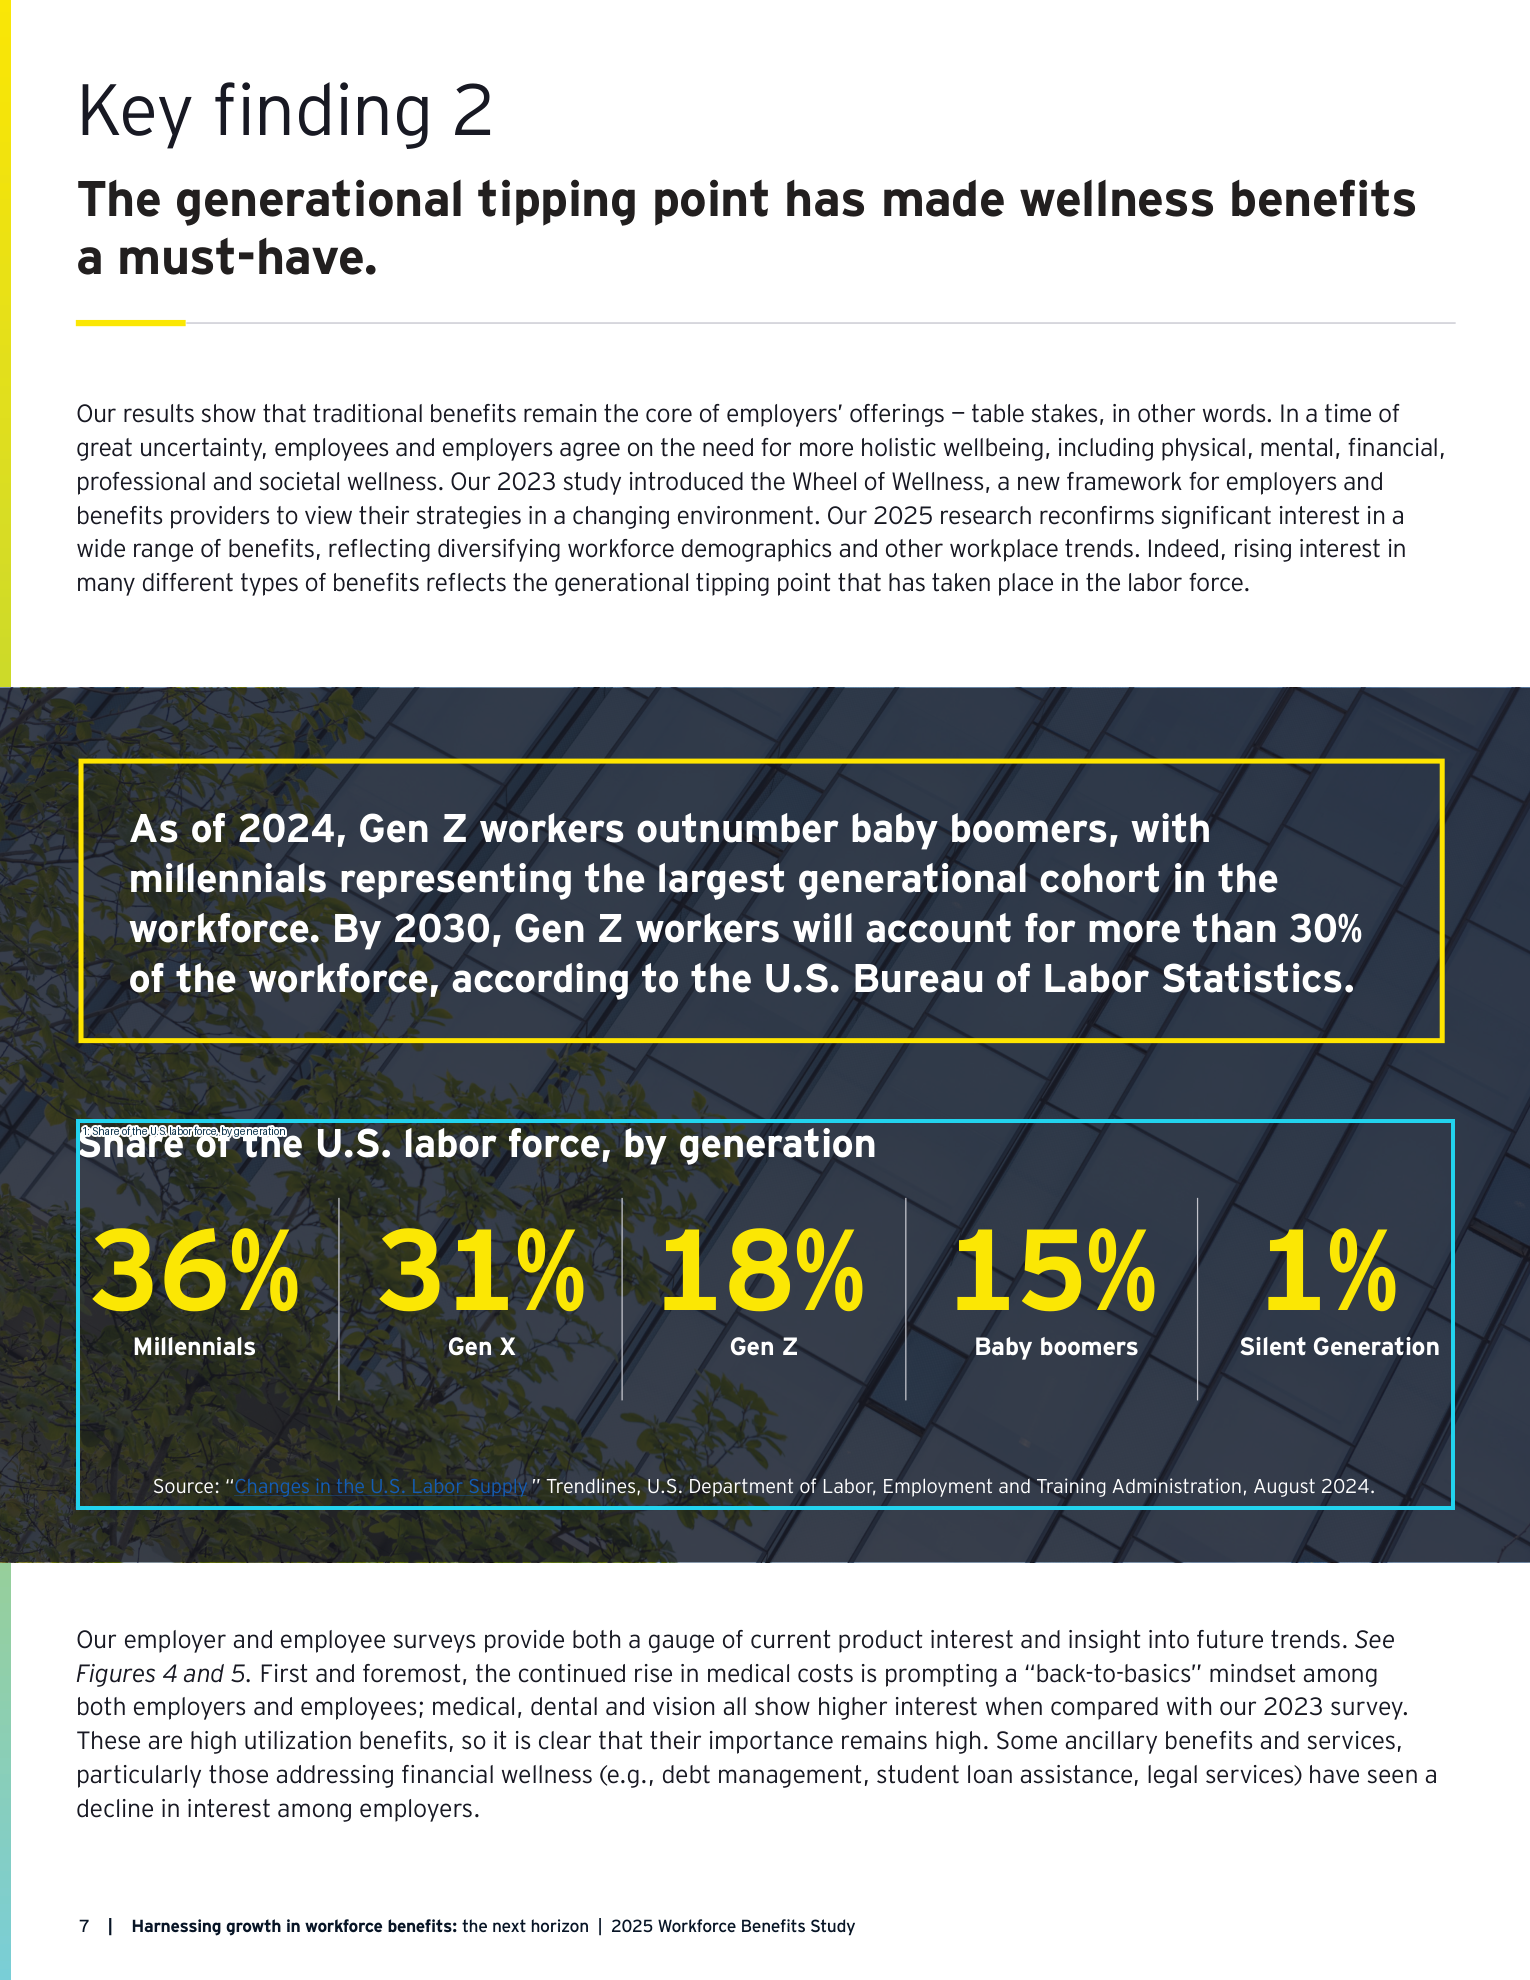 Key finding 2
The generational tipping point has made wellness benefits
a must-have.
Our results show that traditional benefits remain the core of employers’ offerings – table stakes, in other words. In a time of
great uncertainty, employees and employers agree on the need for more holistic wellbeing, including physical, mental, financial,
professional and societal wellness. Our 2023 study introduced the Wheel of Wellness, a new framework for employers and
benefits providers to view their strategies in a changing environment. Our 2025 research reconfirms significant interest in a
wide range of benefits, reflecting diversifying workforce demographics and other workplace trends. Indeed, rising interest in
many different types of benefits reflects the generational tipping point that has taken place in the labor force.
As of 2024, Gen Z workers outnumber baby boomers, with
millennials representing the largest generational cohort in the
workforce. By 2030, Gen Z workers will account for more than 30%
of the workforce, according to the U.S. Bureau of Labor Statistics.
1: Share of the U.S. labor force, by generation
Share of the U.S. labor force, by generation
36% 31% 18% 15% 1%
Millennials Gen X Gen Z Baby boomers Silent Generation
Source: “Changes in the U.S. Labor Supply” Trendlines, U.S. Department of Labor, Employment and Training Administration, August 2024.
Our employer and employee surveys provide both a gauge of current product interest and insight into future trends. See
Figures 4 and 5. First and foremost, the continued rise in medical costs is prompting a “back-to-basics” mindset among
both employers and employees; medical, dental and vision all show higher interest when compared with our 2023 survey.
These are high utilization benefits, so it is clear that their importance remains high. Some ancillary benefits and services,
particularly those addressing financial wellness (e.g., debt management, student loan assistance, legal services) have seen a
decline in interest among employers.
7 | Harnessing growth in workforce benefits: the next horizon | 2025 Workforce Benefits Study